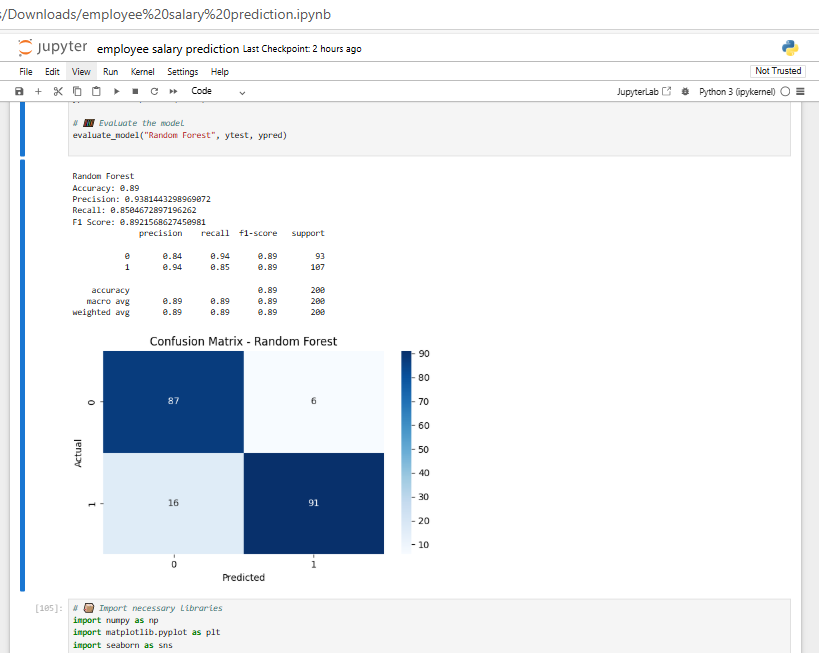 s/Downloads/employee%20salary%20prediction.ipynb
jupyter employee salary prediction Last Checkpoint: 2 hours ago
File Edit View Run Kernel Settings Help Not Trusted
Code JupyterLab Python 3 (ipykernel)
# Evaluate the model
evaluate_model("Random Forest", ytest, ypred)
Random Forest
Accuracy: 0.89
Precision: 0.9381443298969072
Recall: 0.8504672897196262
F1 Score: 0.8921568627450981
precision recall f1-score support
0 0.84 0.94 0.89 93
1 0.94 0.85 0.89 107
accuracy 0.89 200
macro avg 0.89 0.89 0.89 200
weighted avg 0.89 0.89 0.89 200
Confusion Matrix - Random Forest
90
80
70
60
50
40
30
20
10
Actual
0
87 6
1
16 91
0 1
Predicted
[105]: # Import necessary libraries
import numpy as np
import matplotlib.pyplot as plt
import seaborn as sns